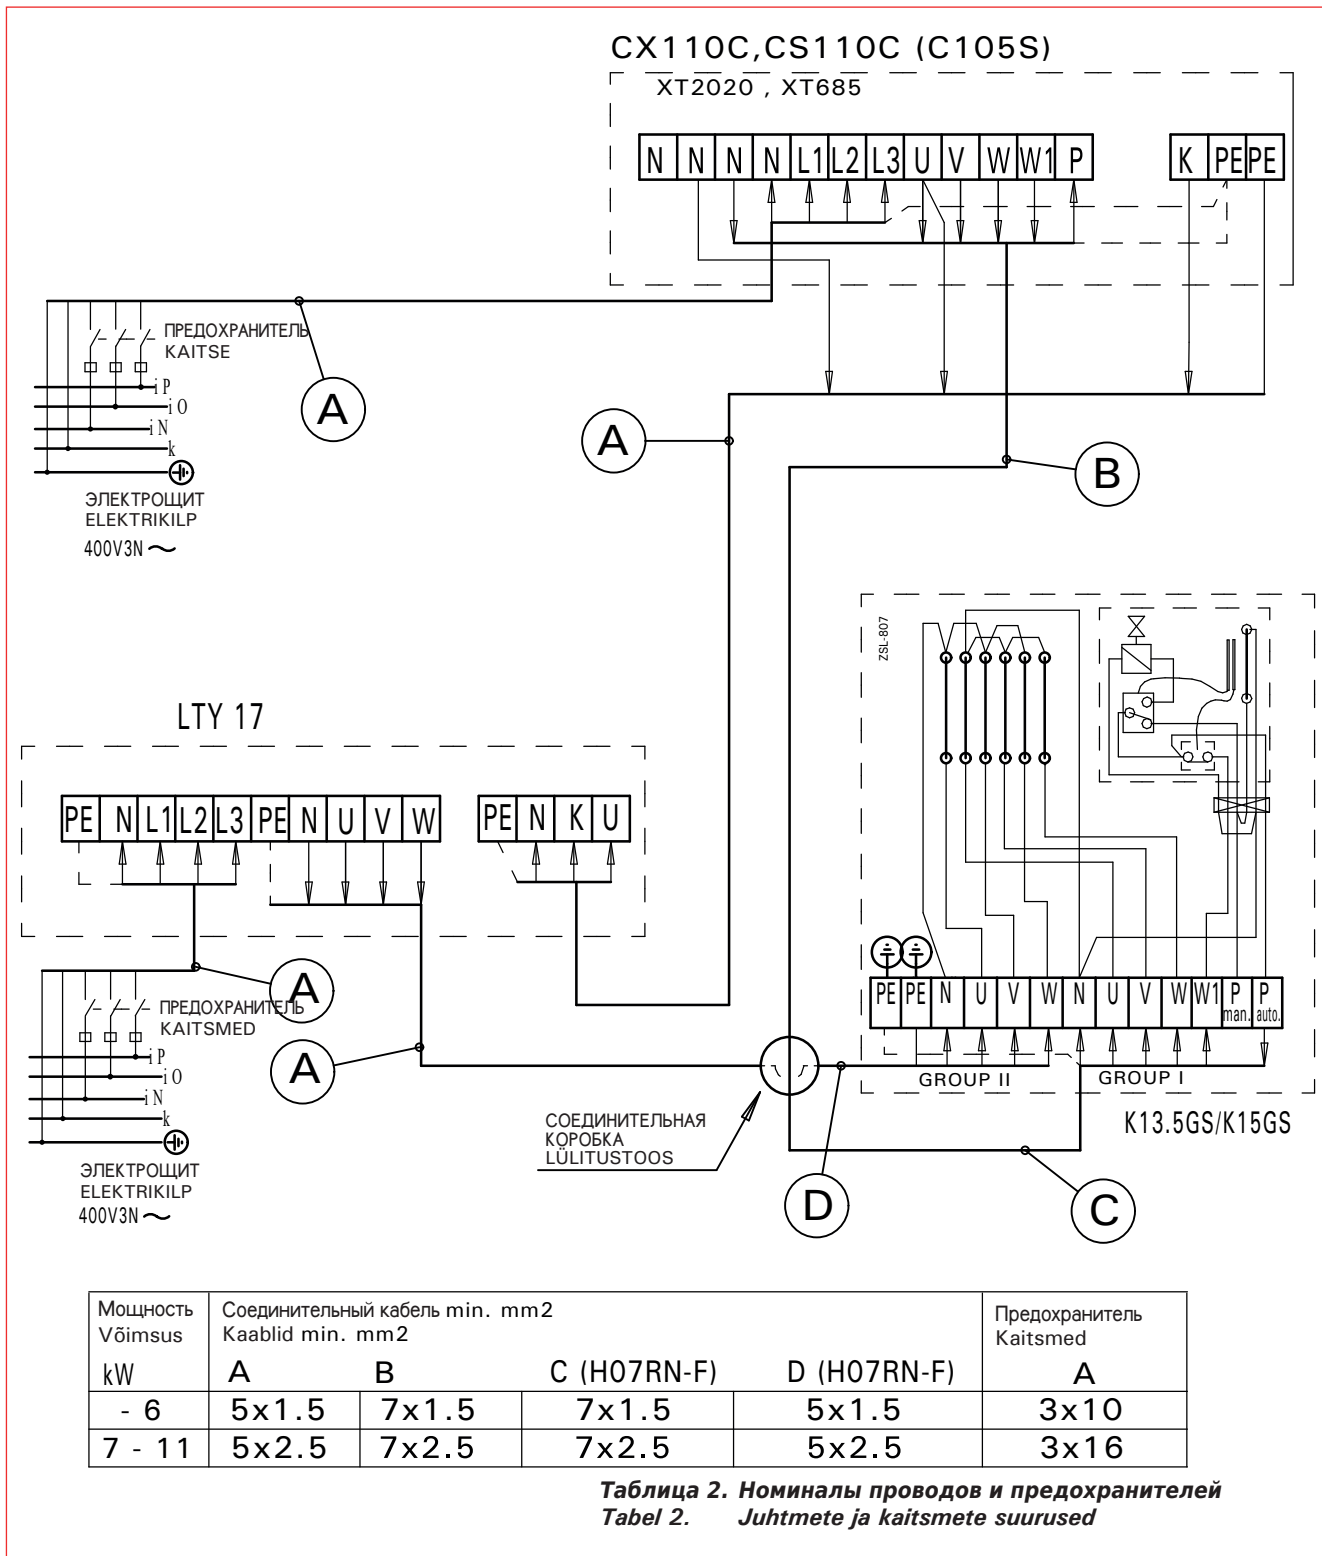 CX110C,CS110C (C105S)
XT2020 , XT685
N N N N L1 L2 L3 U V W W1 P K PE PE
ПРЕДОХРАНИТЕЛЬ
KAITSE
A
i P
i O
i N
k
A
B
ЭЛЕКТРОЩИТ
ELEKTRIKILP
400V3N ~
ZSL-807
LTY 17
PE N L1 L2 L3 PE N U V W PE N K U
PE PE N U V W N U V W W1 P man. P auto.
GROUP II GROUP I
K13.5GS/K15GS
A
ПРЕДОХРАНИТЕЛЬ
KAITSMED
A
i P
i O
i N
k
ЭЛЕКТРОЩИТ
ELEKTRIKILP
400V3N ~
СОЕДИНИТЕЛЬНАЯ
КОРОБКА
LÜLITUSTOOS
D
C
Мощность Соединительный кабель min. mm2 Предохранитель
Võimsus Kaablid min. mm2 Kaitsmed
kW A B C (H07RN-F) D (H07RN-F) A
- 6 5x1.5 7x1.5 7x1.5 5x1.5 3x10
7 - 11 5x2.5 7x2.5 7x2.5 5x2.5 3x16
Таблица 2. Номиналы проводов и предохранителей
Tabel 2. Juhtmete ja kaitsmete suurused